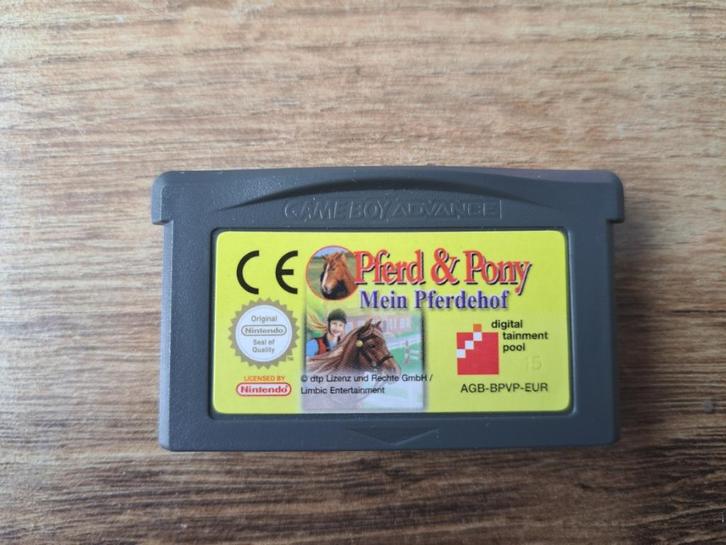 GAME BOY ADVANCE
CE
Pferd & Pony
Mein Pferdehof
Original
Nintendo
Seal of
Quality
digital
tainment
pool
15
LICENSED BY
Nintendo
© dtp Lizenz und Rechte GmbH /
Limbic Entertainment
AGB-BPVP-EUR